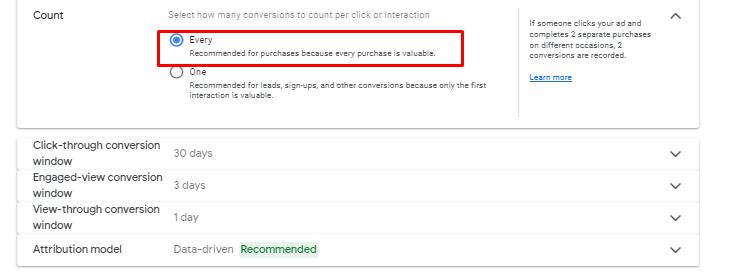 Count
Select how many conversions to count per click or interaction
Every
Recommended for purchases because every purchase is valuable.
One
Recommended for leads, sign-ups, and other conversions because only the first
interaction is valuable.
If someone clicks your ad and
completes 2 separate purchases
on different occasions, 2
conversions are recorded.
Learn more
Click-through conversion
window
30 days
Engaged-view conversion
window
3 days
View-through conversion
window
1 day
Attribution model
Data-driven Recommended